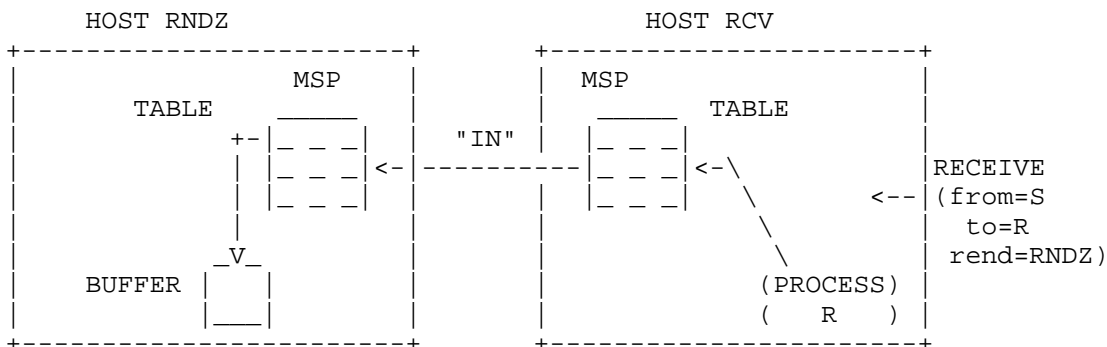 HOST RNDZ HOST RCV
MSP MSP
TABLE TABLE
"IN"
RECEIVE
<--(from=S
to=R
rend=RNDZ)
BUFFER (PROCESS)
( R )